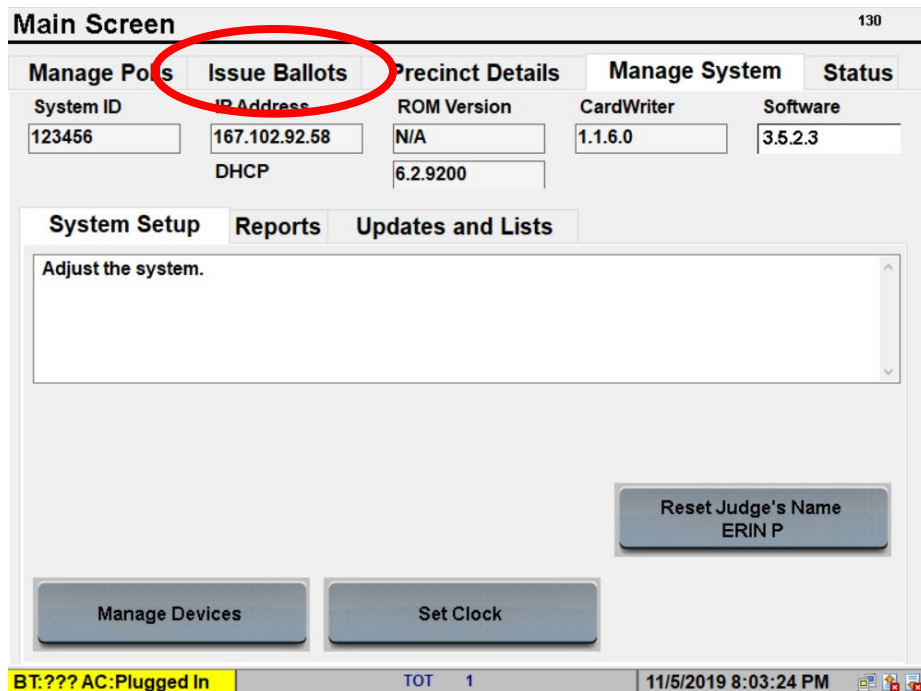 Main Screen 130
Manage Polls Issue Ballots Precinct Details Manage System Status
System ID IP Address ROM Version CardWriter Software
123456 167.102.92.58 N/A 1.1.6.0 3.5.2.3
DHCP 6.2.9200
System Setup Reports Updates and Lists
Adjust the system.
Reset Judge's Name
ERIN P
Manage Devices Set Clock
BT:??? AC:Plugged In TOT 1 11/5/2019 8:03:24 PM